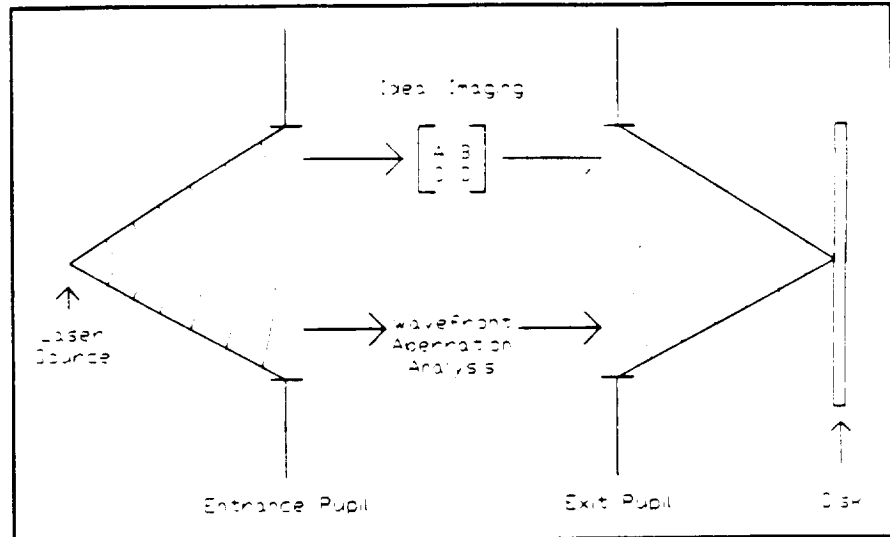 Ideal Imaging
A B
C D
Laser
Source
Wavefront
Aberration
Analysis
Entrance Pupil
Exit Pupil
Disk